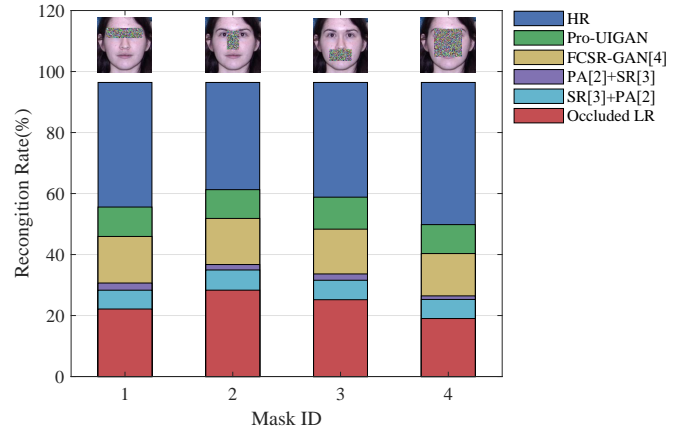 120
100
80
60
40
20
0
Recongition Rate(%)
1 2 3 4
Mask ID
HR
Pro-UIGAN
FCSR-GAN[4]
PA[2]+SR[3]
SR[3]+PA[2]
Occluded LR